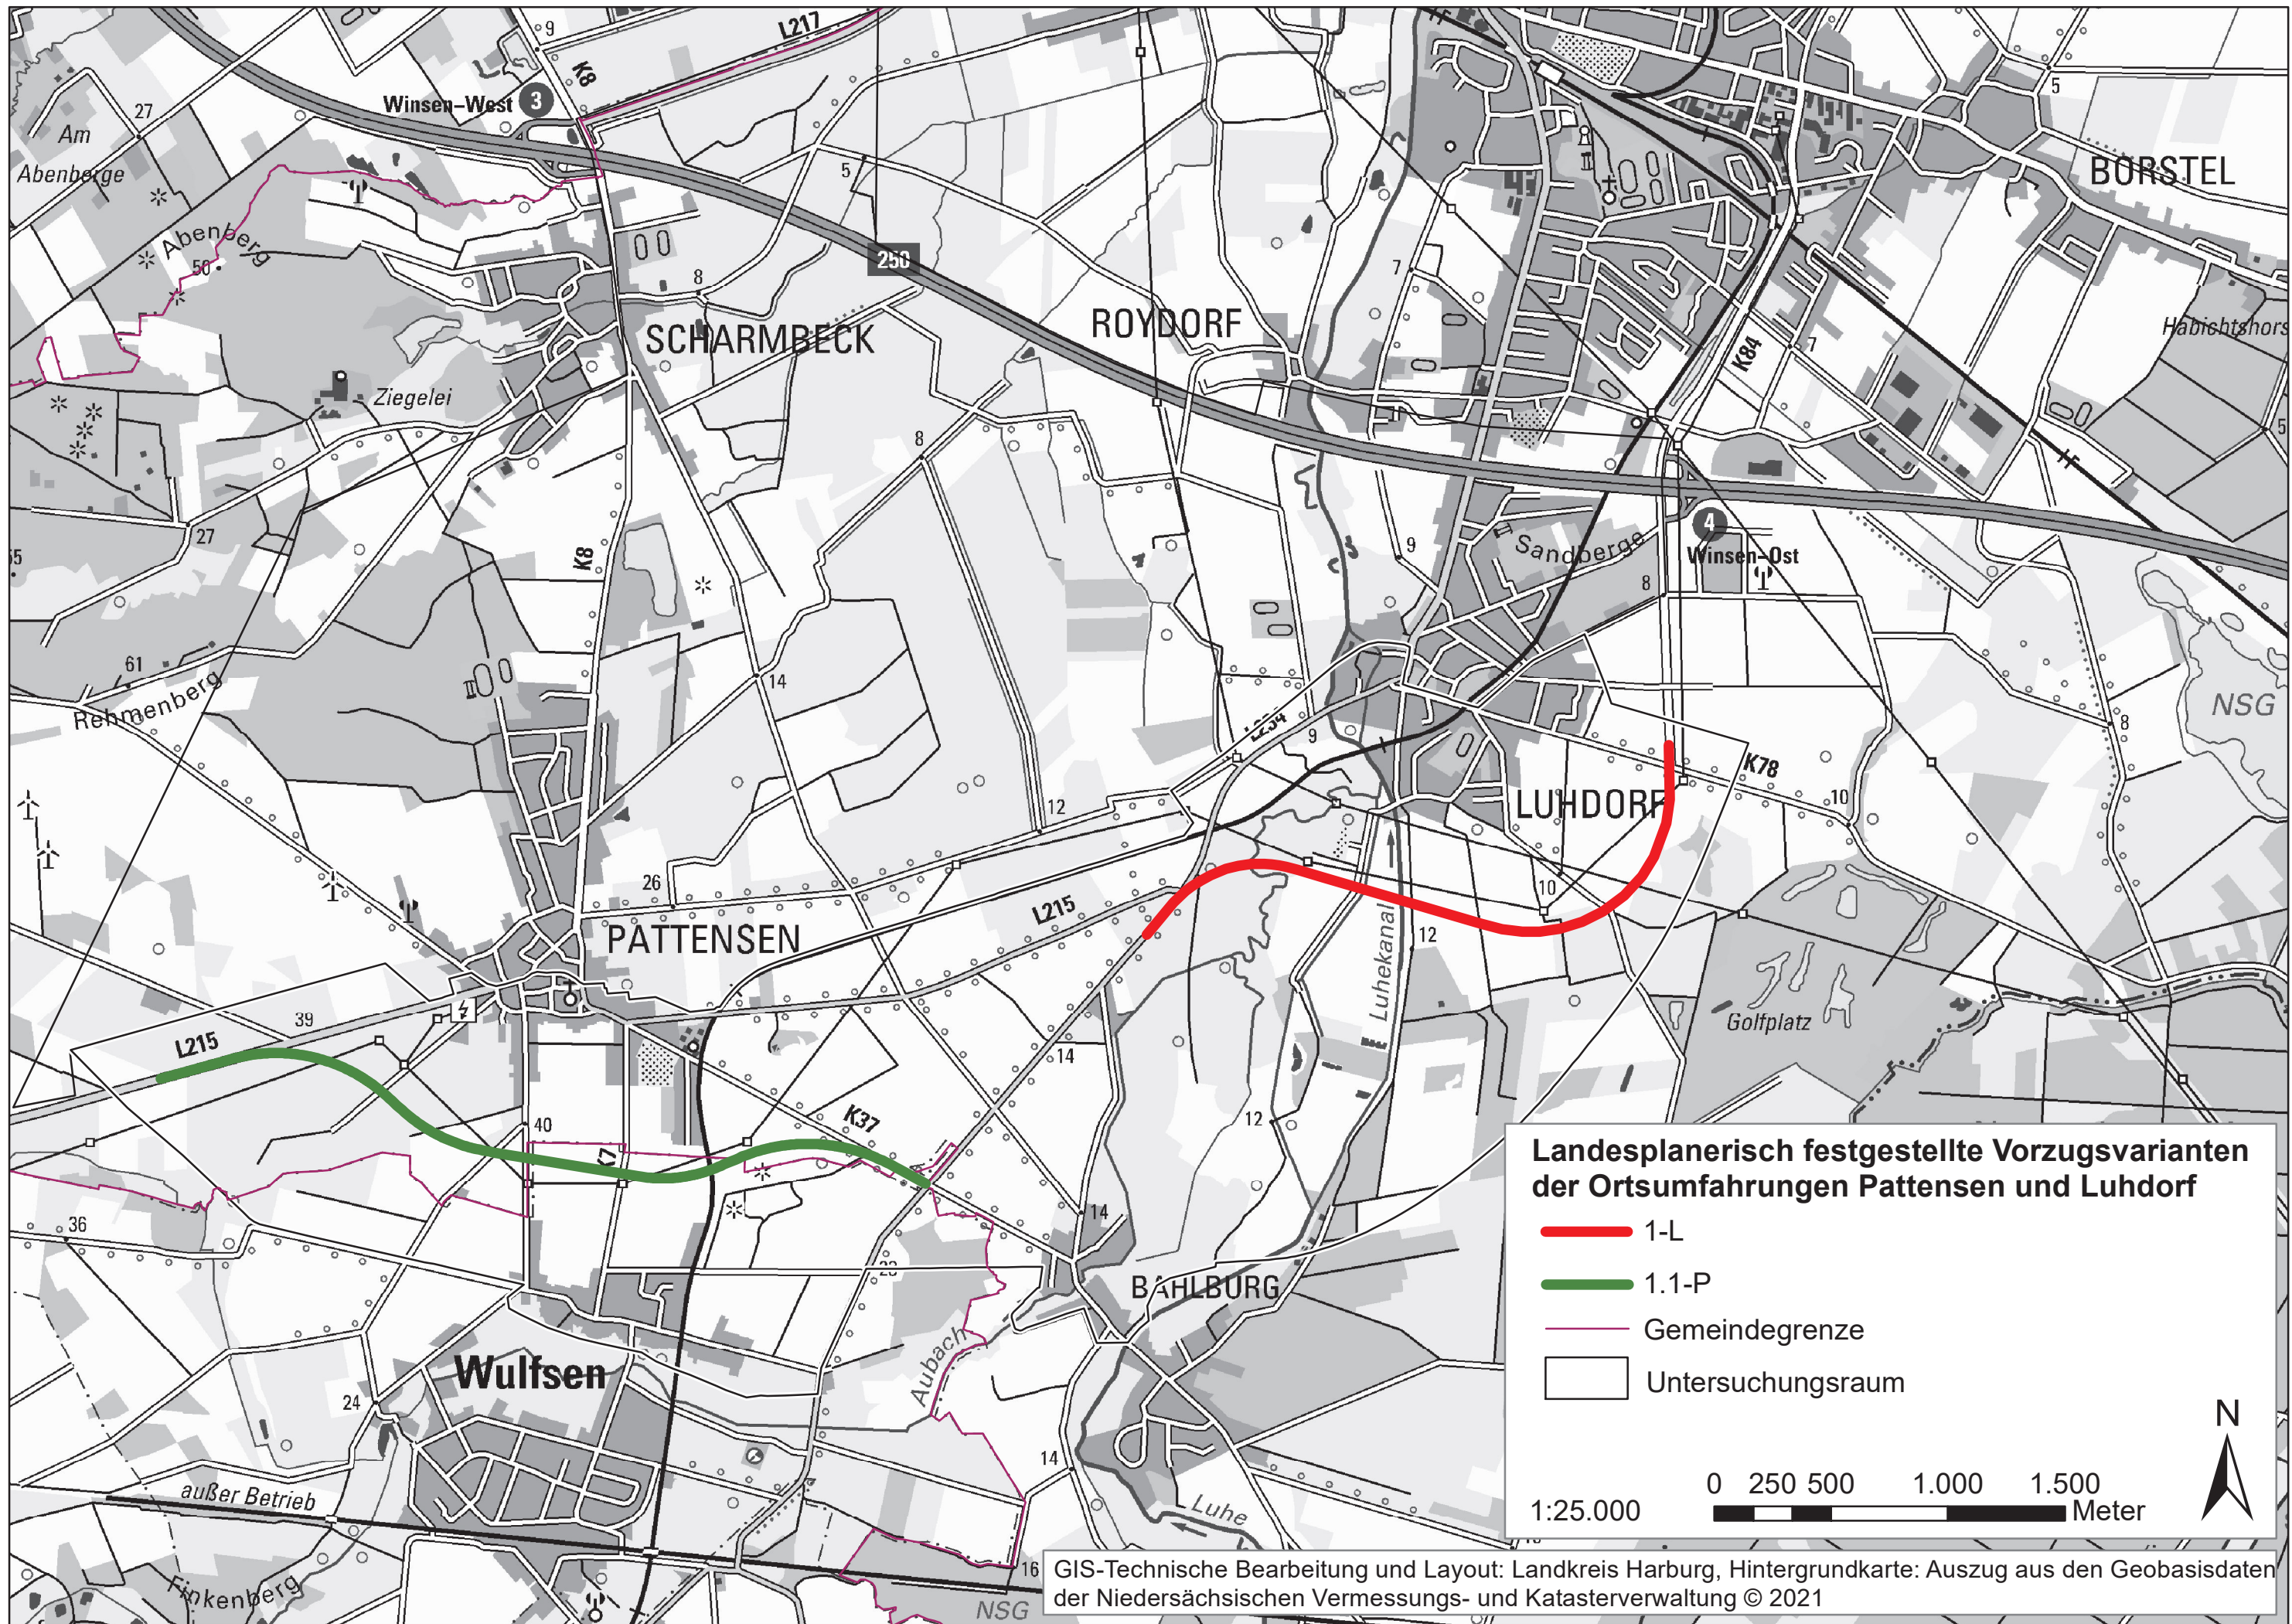 L217
9
K8
BORSTEL
5
27
Winsen-West
3
Am
Abenberge
5
Abenberg
50
250
7
8
SCHARMBECK
ROYDORF
Habichtshors
K84
7
Ziegelei
8
5
27
K8
55
9
Sandberge
4
Winsen-Ost
8
61
Rehmenberg
14
NSG
L234
9
8
K78
LUHDORF
10
12
26
10
L215
PATTENSEN
12
Luhekanal
Golfplatz
39
L215
14
K37
40
12
K7
36
14
23
BAHLBURG
Aubach
Wulfsen
24
14
außer Betrieb
Luhe
16
Finkenberg
NSG
Landesplanerisch festgestellte Vorzugsvarianten
der Ortsumfahrungen Pattensen und Luhdorf
1-L
1.1-P
Gemeindegrenze
Untersuchungsraum
N
0 250 500 1.000 1.500
1:25.000 Meter
GIS-Technische Bearbeitung und Layout: Landkreis Harburg, Hintergrundkarte: Auszug aus den Geobasisdaten
der Niedersächsischen Vermessungs- und Katasterverwaltung © 2021